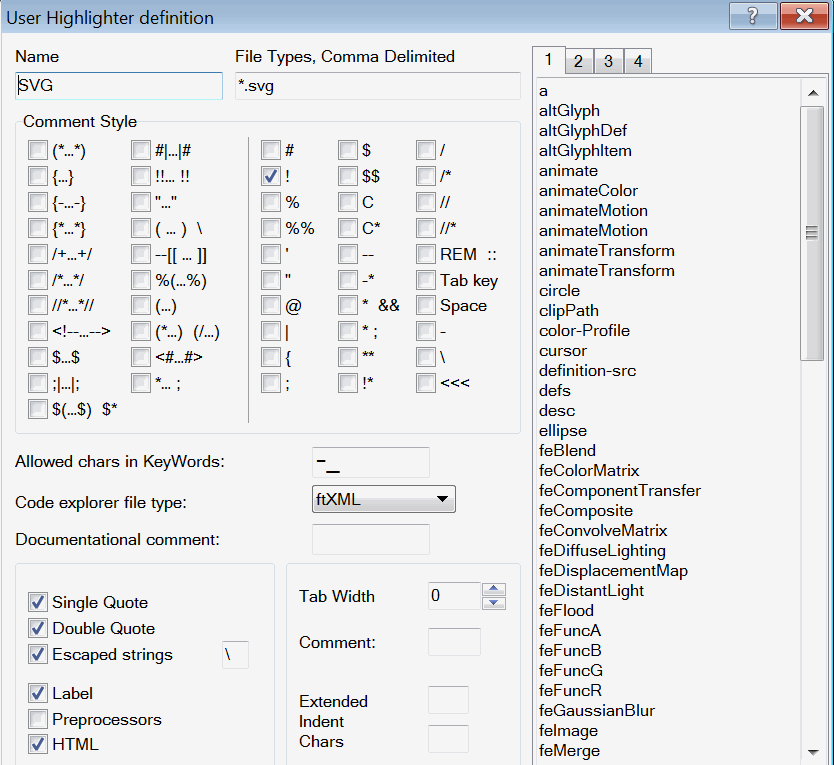 User Highlighter definition
?
Name
File Types, Comma Delimited
SVG
*.svg
1 2 3 4
Comment Style
(*...*) #|...|# # $ /
{...} !!... !! ! $$ /*
{-...-} "..." % C //
{*...*} ( ... ) \ %% C* //*
/+...+/ --[[ ... ]] ' -- REM ::
/*...*/ %(...%) " -* Tab key
//*...*// (...) @ * && Space
<!--...--> (*...) (/...) | * ; -
$...$ <#...#> { ** \
;|...|; *... ; ; !* <<<
$(...$) $*
Allowed chars in KeyWords:
-_
Code explorer file type:
ftXML
Documentational comment:
Single Quote
Double Quote
Escaped strings \
Label
Preprocessors
HTML
Tab Width 0
Comment:
Extended
Indent
Chars
a
altGlyph
altGlyphDef
altGlyphItem
animate
animateColor
animateMotion
animateMotion
animateTransform
animateTransform
circle
clipPath
color-Profile
cursor
definition-src
defs
desc
ellipse
feBlend
feColorMatrix
feComponentTransfer
feComposite
feConvolveMatrix
feDiffuseLighting
feDisplacementMap
feDistantLight
feFlood
feFuncA
feFuncB
feFuncG
feFuncR
feGaussianBlur
feImage
feMerge